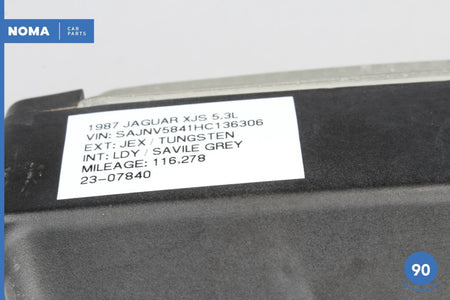 NOMA CAR PARTS
1987 JAGUAR XJS 5.3L
VIN: SAJNV5841HC136306
EXT: JEX / TUNGSTEN
INT: LDY / SAVILE GREY
MILEAGE: 116.278
23-07840
90